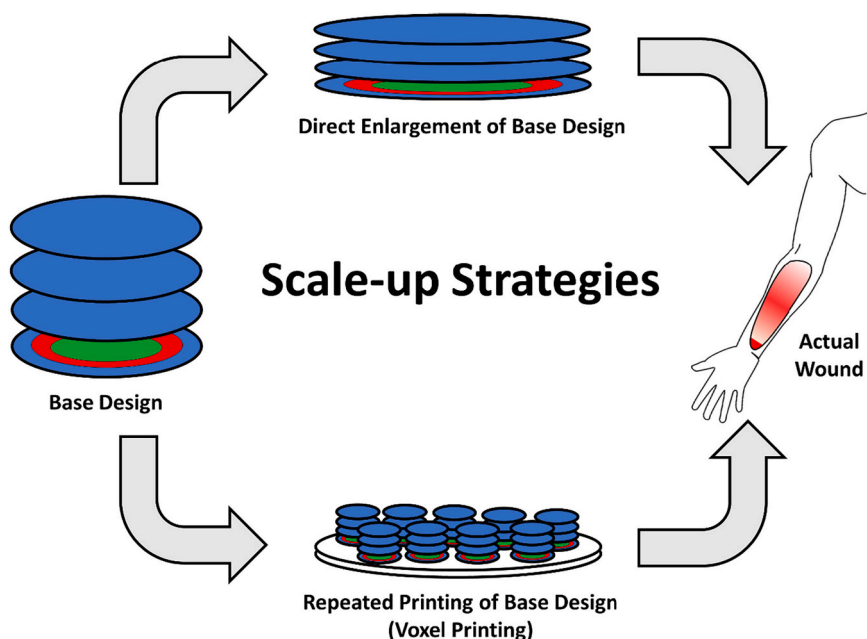 Direct Enlargement of Base Design
Scale-up Strategies
Base Design
Actual
Wound
Repeated Printing of Base Design
(Voxel Printing)